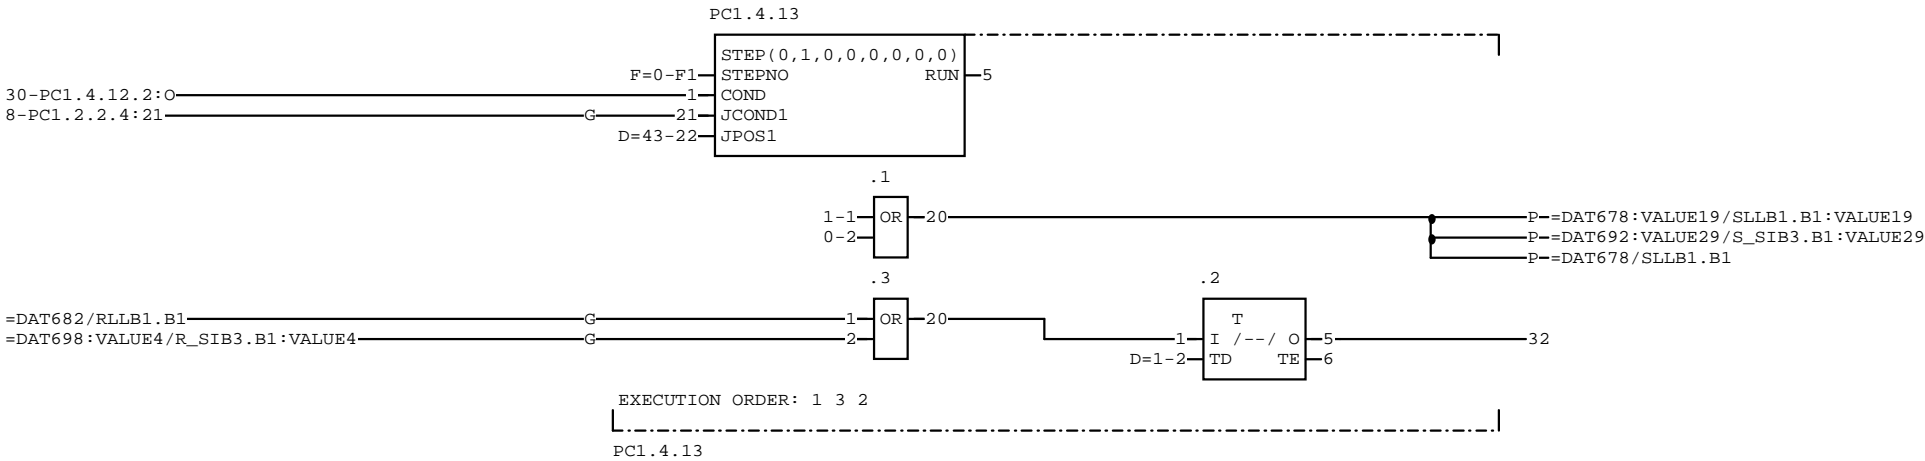 PC1.4.13
STEP(0,1,0,0,0,0,0,0)
F=0-F1 STEPNO RUN 5
30-PC1.4.12.2:O 1 COND
8-PC1.2.2.4:21 G 21 JCOND1
D=43-22 JPOS1
.1
1-1 OR 20 P =DAT678:VALUE19/SLLB1.B1:VALUE19
0-2 P =DAT692:VALUE29/S_SIB3.B1:VALUE29
P =DAT678/SLLB1.B1
.3 .2
=DAT682/RLLB1.B1 G 1 OR 20 T
=DAT698:VALUE4/R_SIB3.B1:VALUE4 G 2 1 I /--/ O 5 32
D=1-2 TD TE 6
EXECUTION ORDER: 1 3 2
PC1.4.13